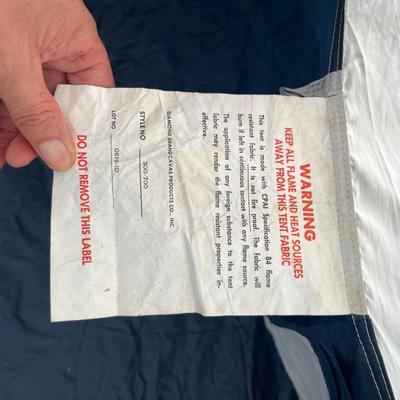 WARNING
KEEP ALL FLAME AND HEAT SOURCES
AWAY FROM THIS TENT FABRIC
This tent is made with CPAI Specification 84 flame
resistant fabric. It is not fire proof. The fabric will
burn if left in continuous contact with any flame source.
The application of any foreign substance to the tent
fabric may render the flame resistant properties in-
effective.
DIAMOND BRAND CANVAS PRODUCTS CO., INC.
STYLE NO. 300-700
LOT NO. 0019-1D
DO NOT REMOVE THIS LABEL